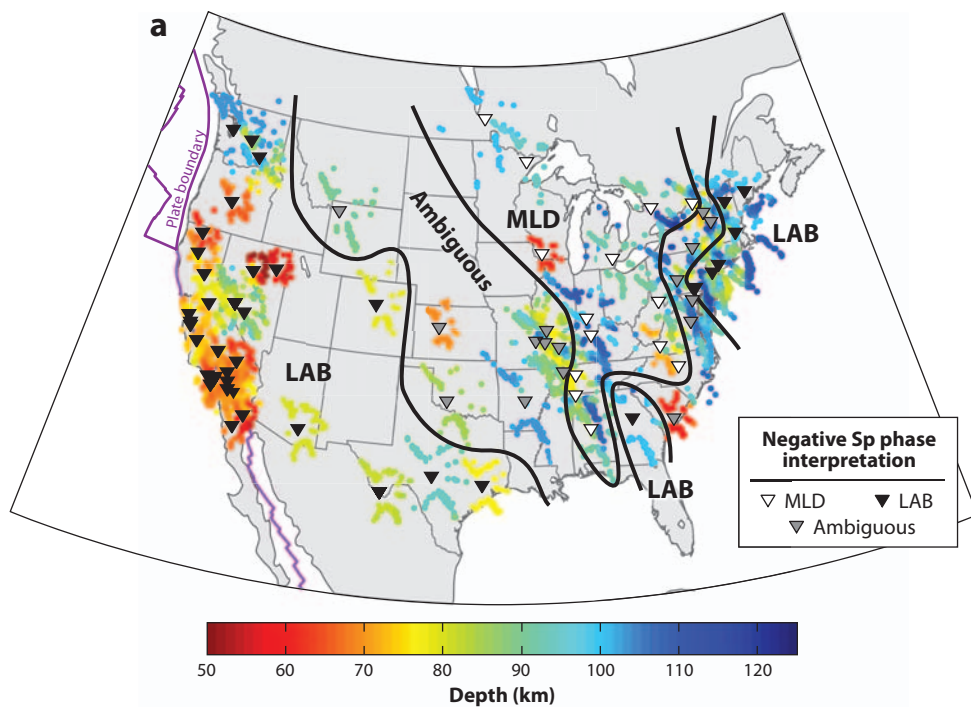 a
Plate boundary
Ambiguous
MLD
LAB
LAB
LAB
Negative Sp phase
interpretation
MLD
LAB
Ambiguous
50 60 70 80 90 100 110 120
Depth (km)